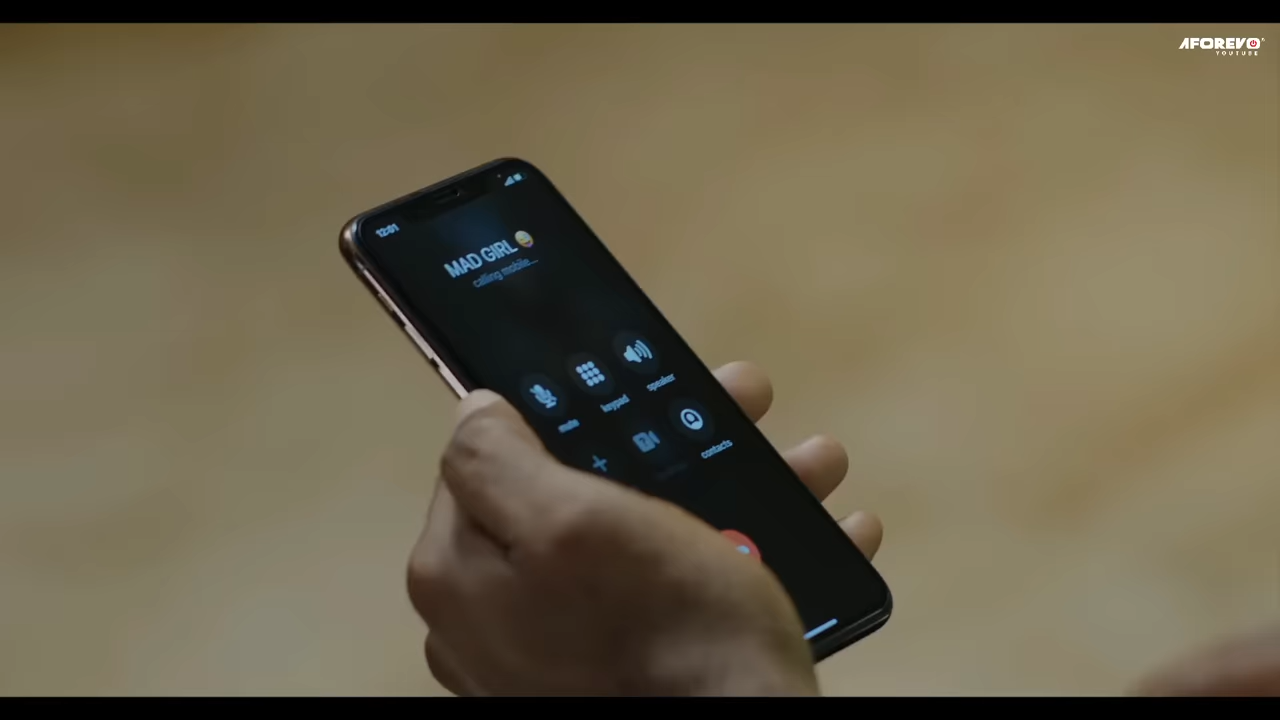 AFOREVO
YOUTUBE
12:01
MAD GIRL😂
calling mobile...
speaker
keypad
mute
contacts